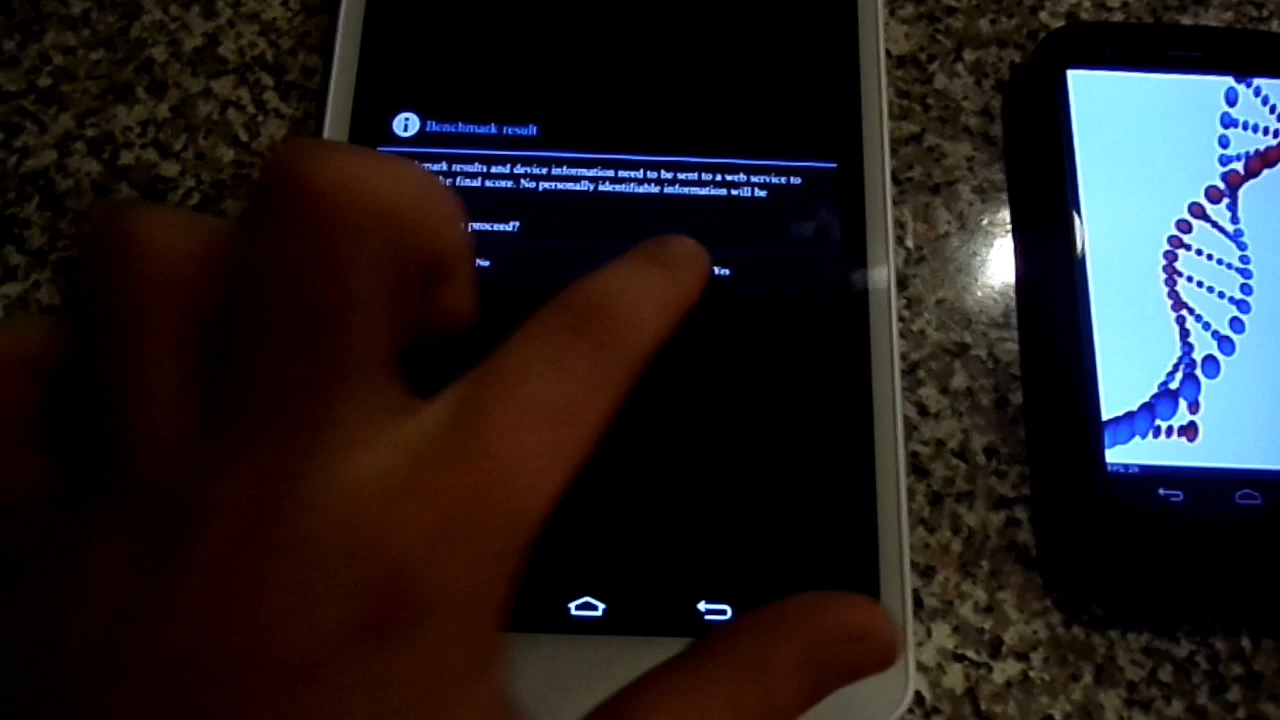 Benchmark result
mark results and device information need to be sent to a web service to
the final score. No personally identifiable information will be
proceed?
No
Yes